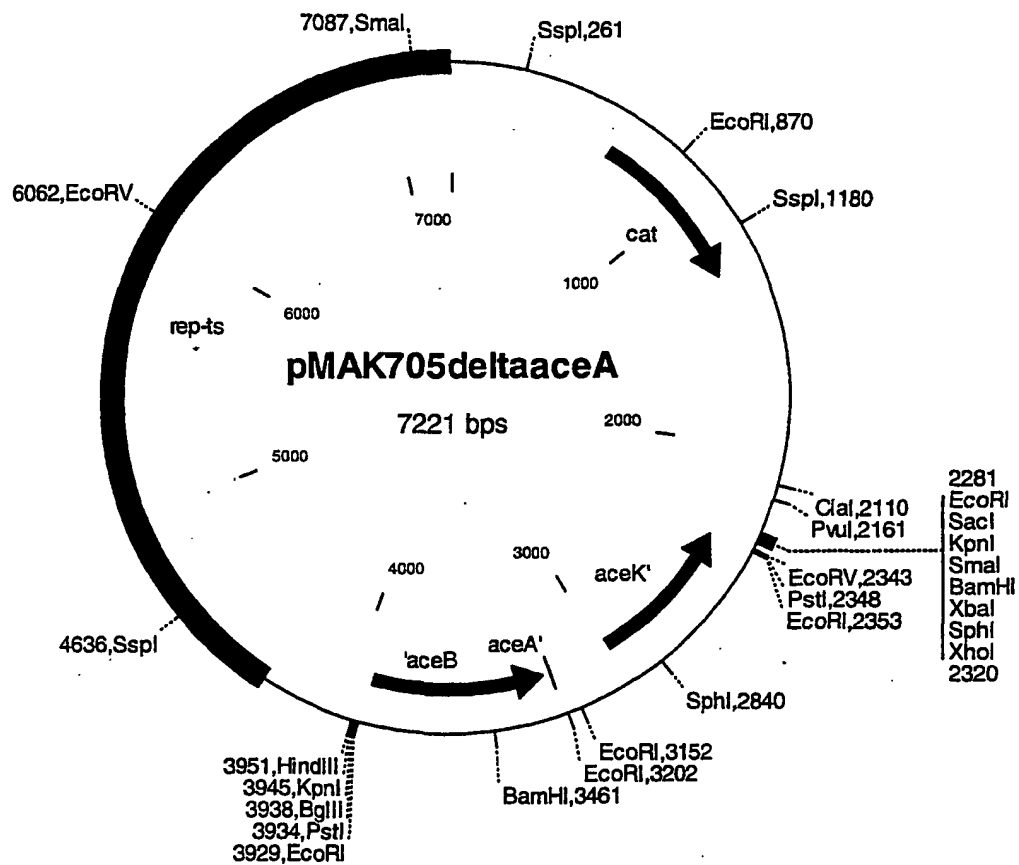 7087,SmaI
SspI,261
EcoRI,870
6062,EcoRV
SspI,1180
7000
cat
1000
6000
rep-ts
pMAK705deltaaceA
7221 bps
2000
5000
2281
EcoRI
SacI
KpnI
SmaI
BamHI
XbaI
SphI
XhoI
2320
ClaI,2110
PvuI,2161
EcoRV,2343
PstI,2348
EcoRI,2353
3000
aceK'
4000
4636,SspI
'aceB
aceA'
SphI,2840
EcoRI,3152
EcoRI,3202
BamHI,3461
3951,HindIII
3945,KpnI
3938,BglII
3934,PstI
3929,EcoRI